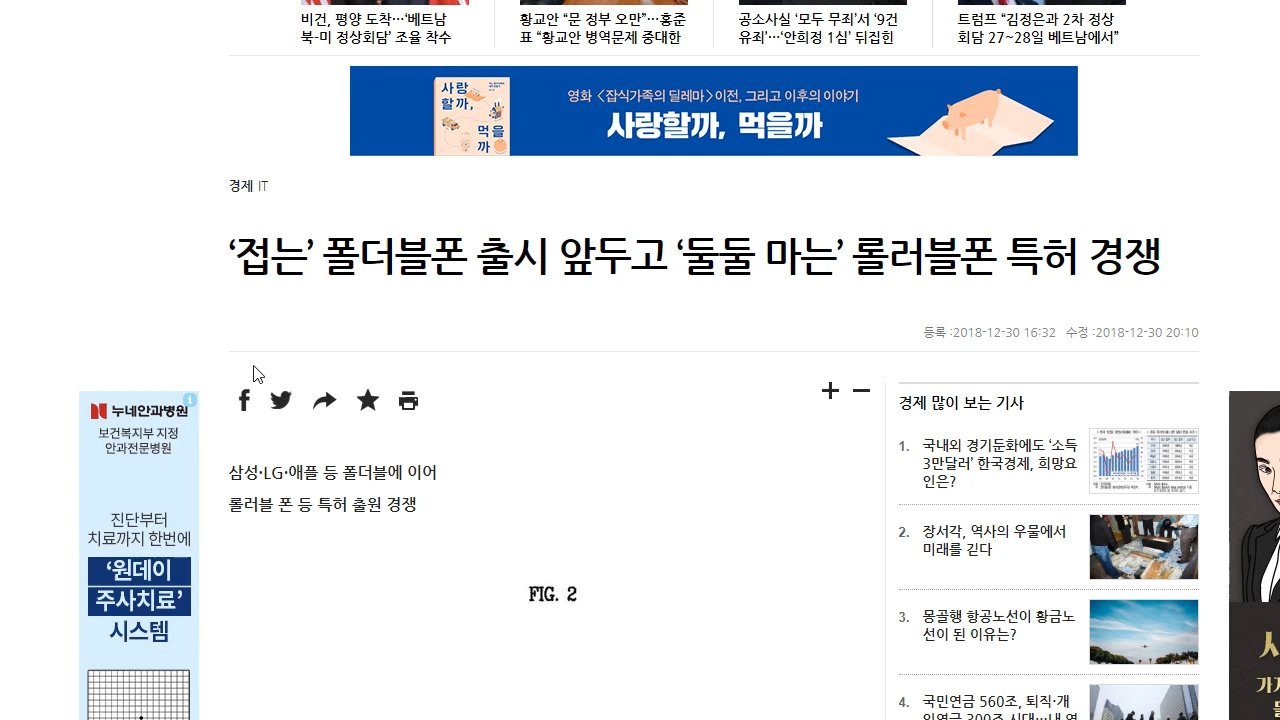 비건, 평양 도착…‘베트남
북-미 정상회담’ 조율 착수
황교안 “문 정부 오만”…홍준
표 “황교안 병역문제 중대한
공소사실 ‘모두 무죄’서 ‘9건
유죄’…‘안희정 1심’ 뒤집힌
트럼프 “김정은과 2차 정상
회담 27~28일 베트남에서”
사랑
할까,
먹을
까
영화 <잡식가족의 딜레마>이전, 그리고 이후의 이야기
사랑할까, 먹을까
경제 IT
‘접는’ 폴더블폰 출시 앞두고 ‘둘둘 마는’ 롤러블폰 특허 경쟁
등록 :2018-12-30 16:32 수정 :2018-12-30 20:10
삼성·LG·애플 등 폴더블에 이어
롤러블 폰 등 특허 출원 경쟁
FIG. 2
경제 많이 보는 기사
1. 국내외 경기둔화에도 ‘소득
3만달러’ 한국경제, 희망요
인은?
2. 장서각, 역사의 우물에서
미래를 긷다
3. 몽골행 항공노선이 황금노
선이 된 이유는?
4. 국민연금 560조, 퇴직·개
누네안과병원
보건복지부 지정
안과전문병원
진단부터
치료까지 한번에
‘원데이
주사치료’
시스템